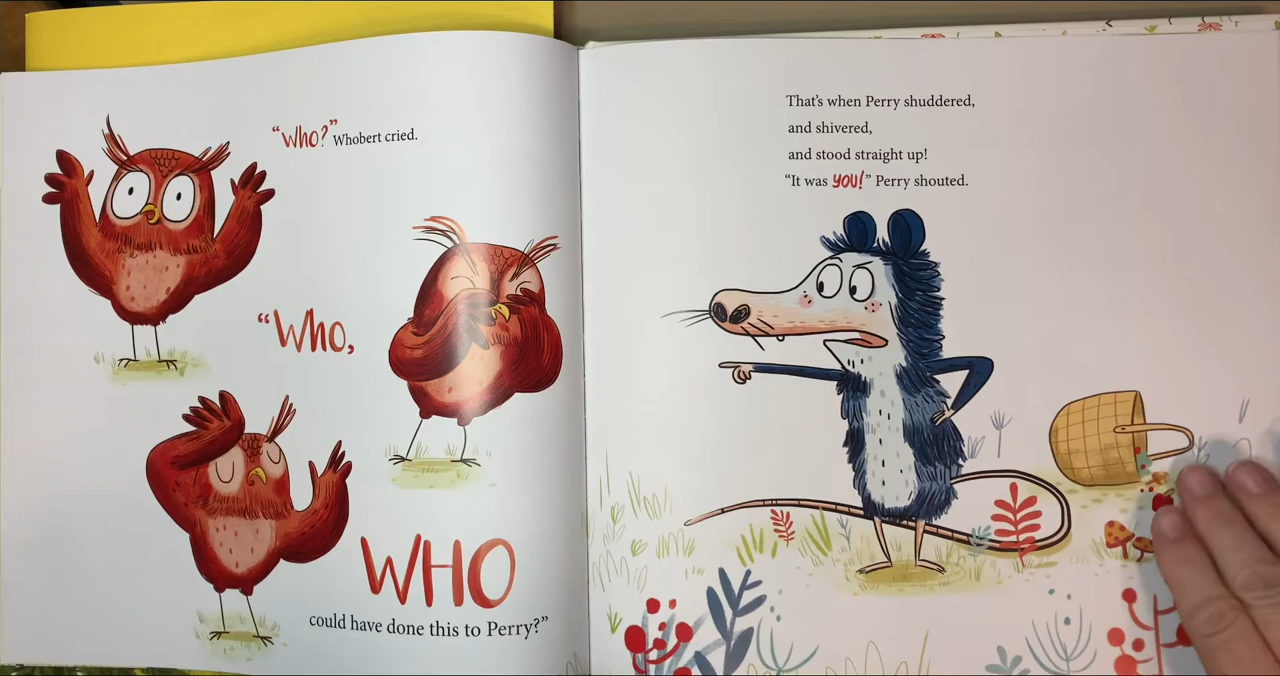 “Who?” Whobert cried.
“Who,
WHO
could have done this to Perry?”
That’s when Perry shuddered,
and shivered,
and stood straight up!
“It was YOU!” Perry shouted.